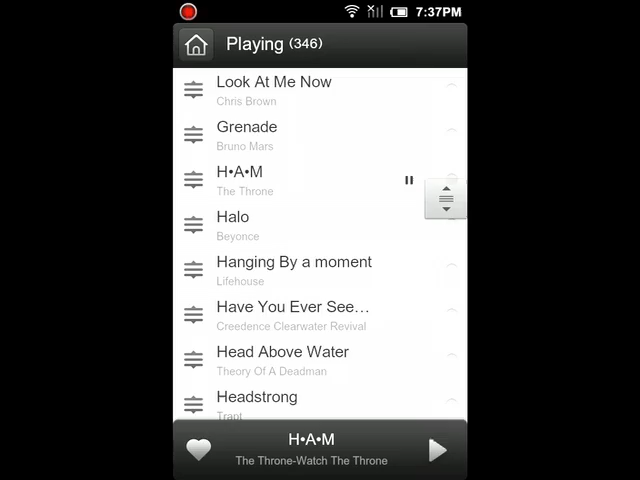 7:37PM
Playing (346)
Look At Me Now
Chris Brown
Grenade
Bruno Mars
H•A•M
The Throne
Halo
Beyonce
Hanging By a moment
Lifehouse
Have You Ever See…
Creedence Clearwater Revival
Head Above Water
Theory Of A Deadman
Headstrong
Trapt
H•A•M
The Throne-Watch The Throne